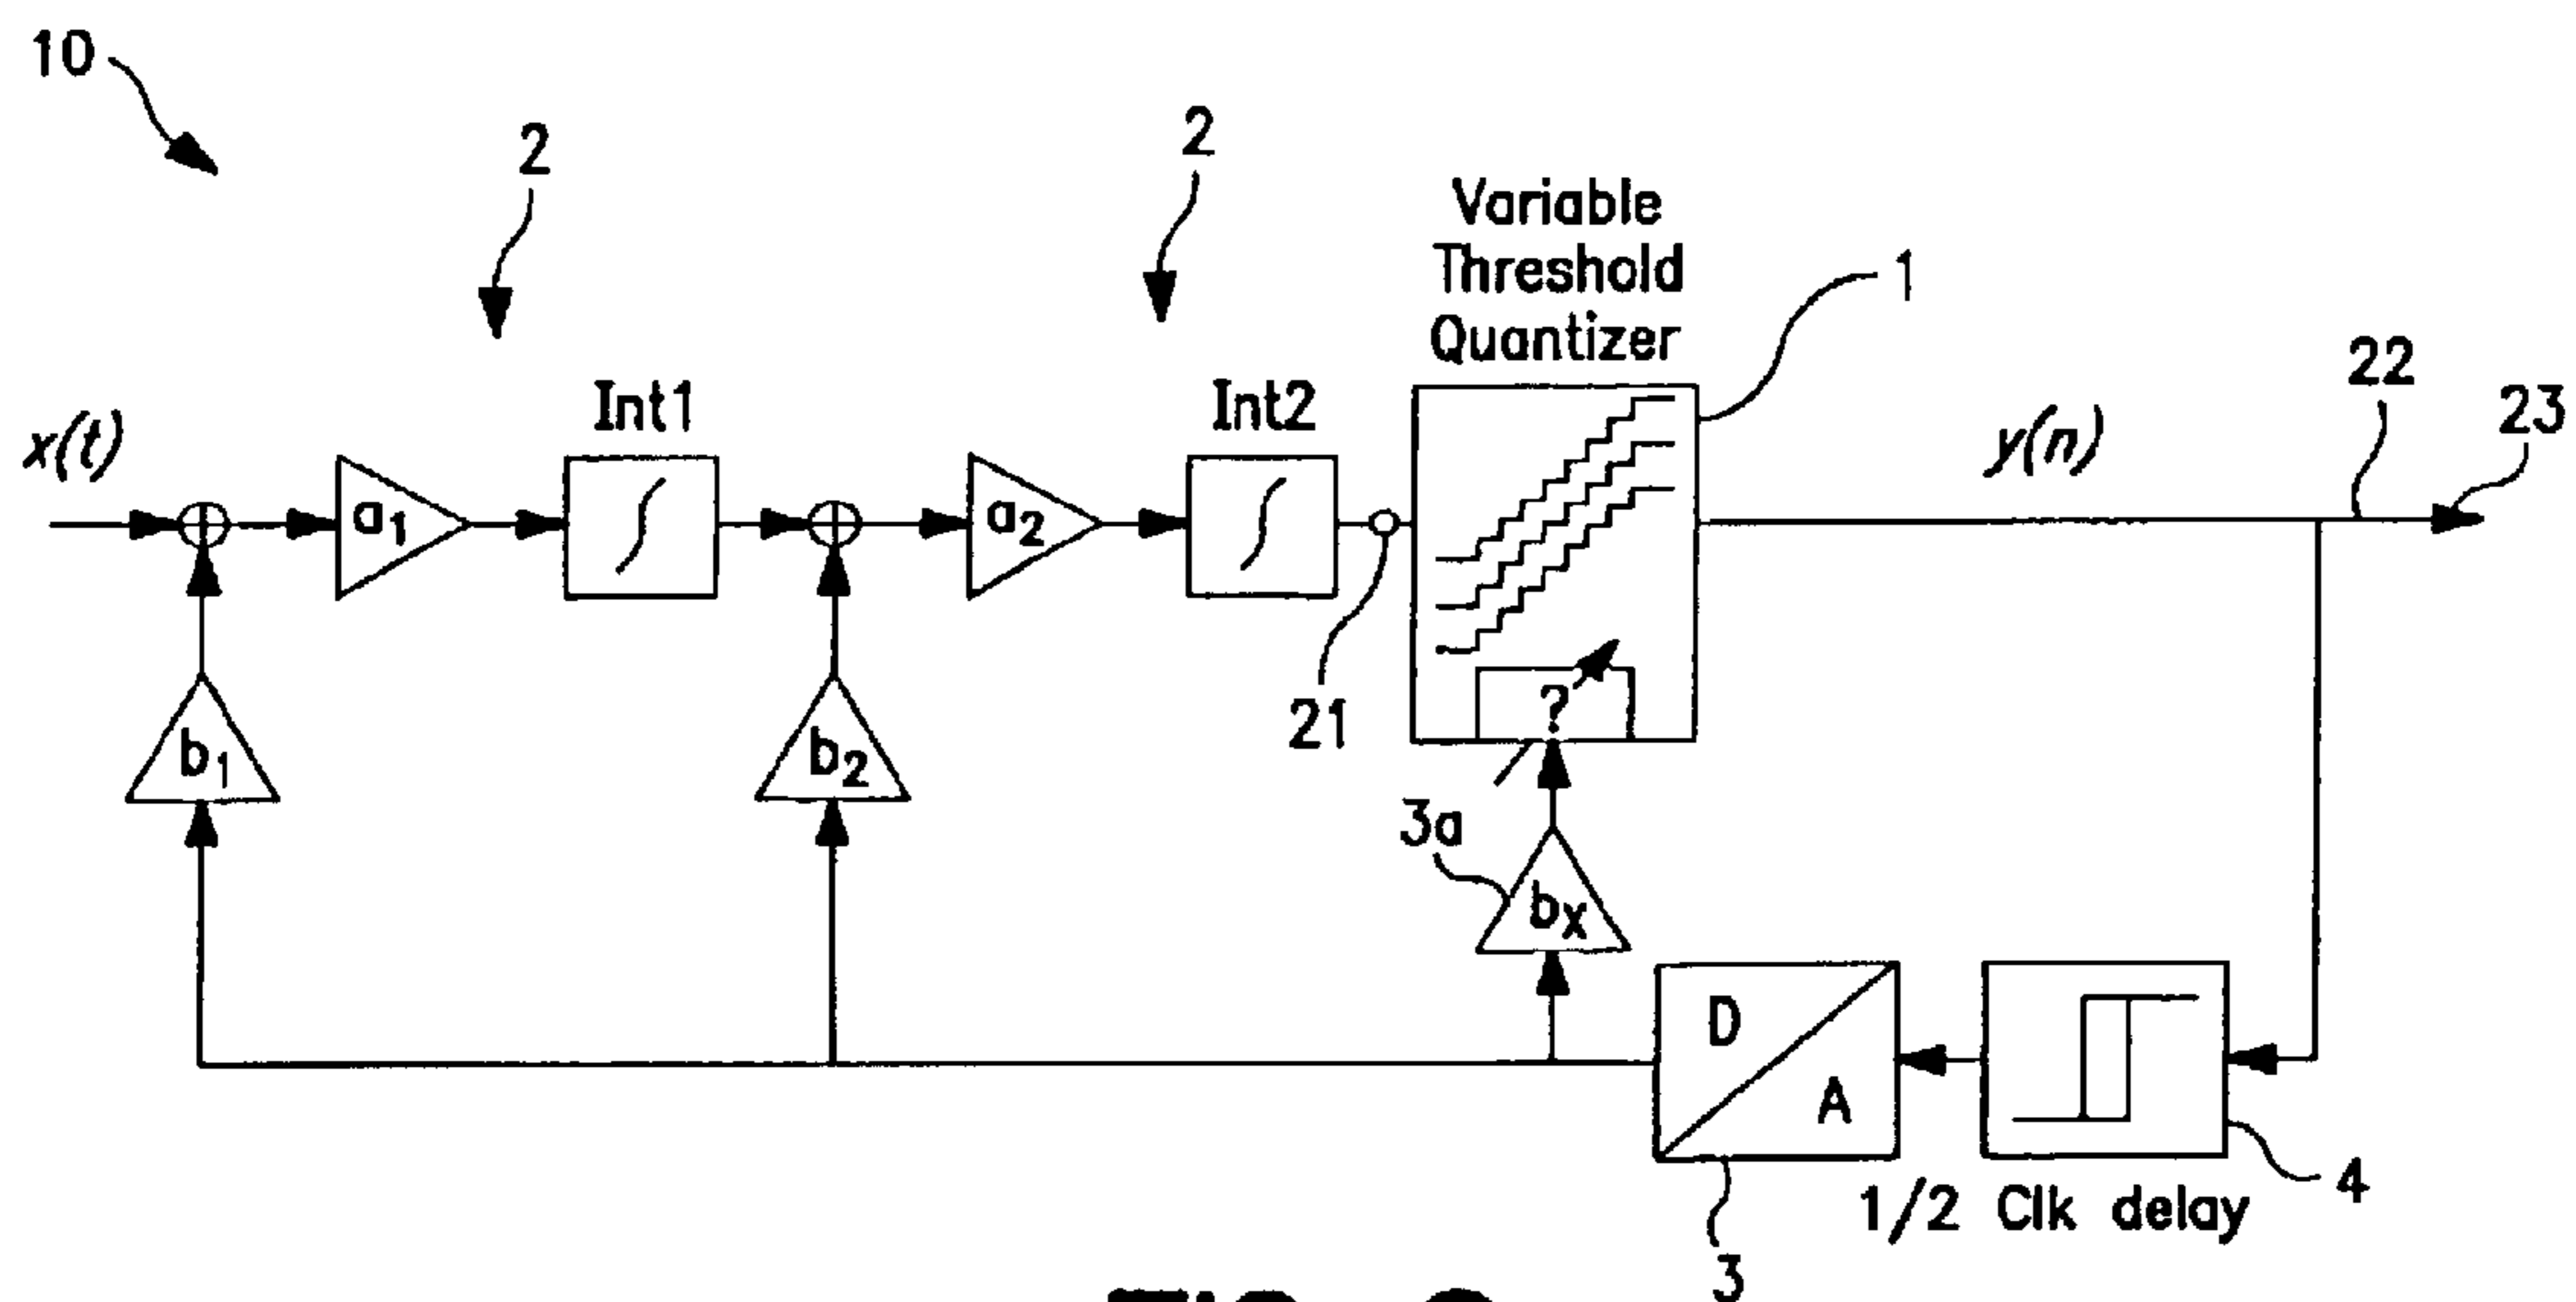 10
2
2
Variable
Threshold
Quantizer
1
22
23
x(t)
Int1
Int2
y(n)
a1
a2
21
?
b1
b2
3a
bx
D
A
1/2 Clk delay
4
3